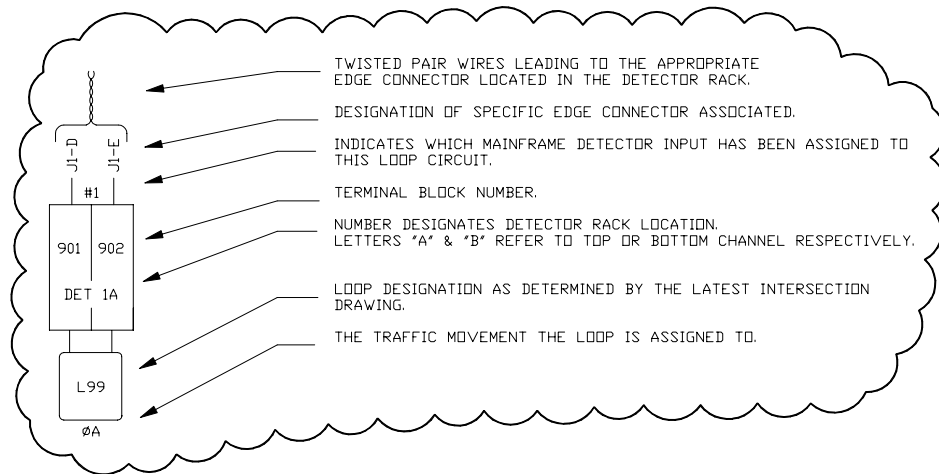 TWISTED PAIR WIRES LEADING TO THE APPROPRIATE
EDGE CONNECTOR LOCATED IN THE DETECTOR RACK.
DESIGNATION OF SPECIFIC EDGE CONNECTOR ASSOCIATED.
INDICATES WHICH MAINFRAME DETECTOR INPUT HAS BEEN ASSIGNED TO
THIS LOOP CIRCUIT.
TERMINAL BLOCK NUMBER.
NUMBER DESIGNATES DETECTOR RACK LOCATION.
LETTERS "A" & "B" REFER TO TOP OR BOTTOM CHANNEL RESPECTIVELY.
LOOP DESIGNATION AS DETERMINED BY THE LATEST INTERSECTION
DRAWING.
THE TRAFFIC MOVEMENT THE LOOP IS ASSIGNED TO.
J1-D J1-E
#1
901 902
DET 1A
L99
ØA